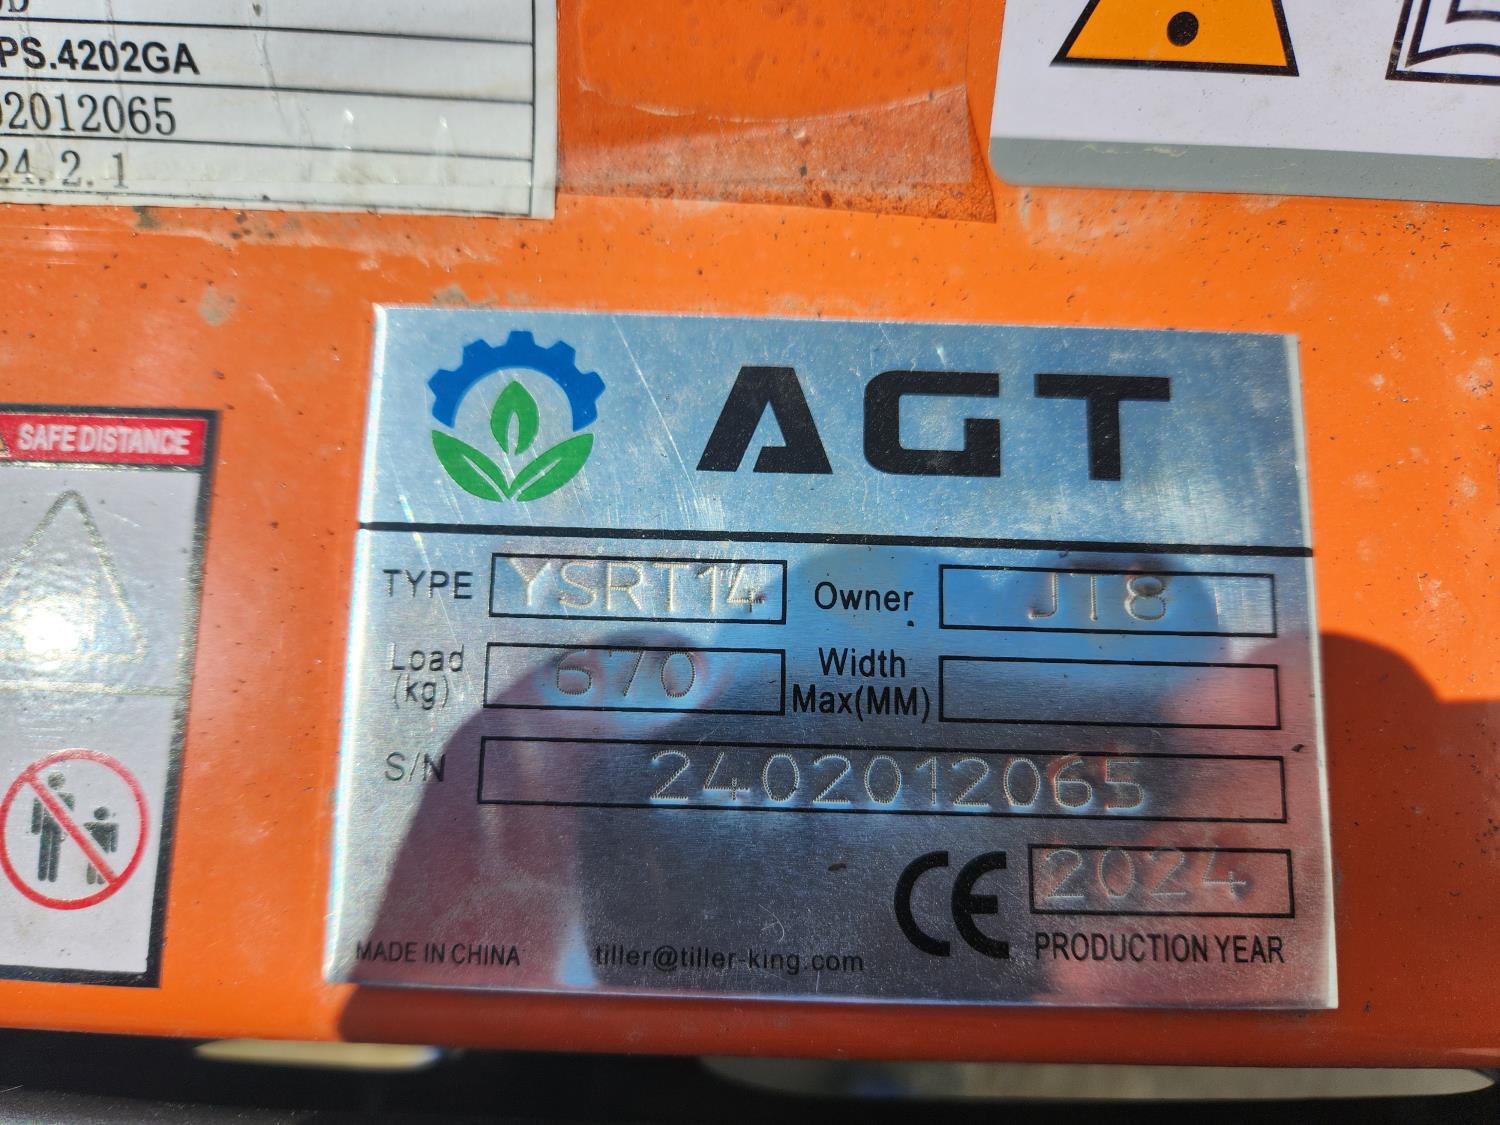 PS.4202GA
02012065
24.2.1
SAFE DISTANCE
AGT
TYPE YSRT14 Owner JT8
Load (kg) 670 Width Max(MM)
S/N 2402012065
CE 2024
MADE IN CHINA tiller@tiller-king.com PRODUCTION YEAR